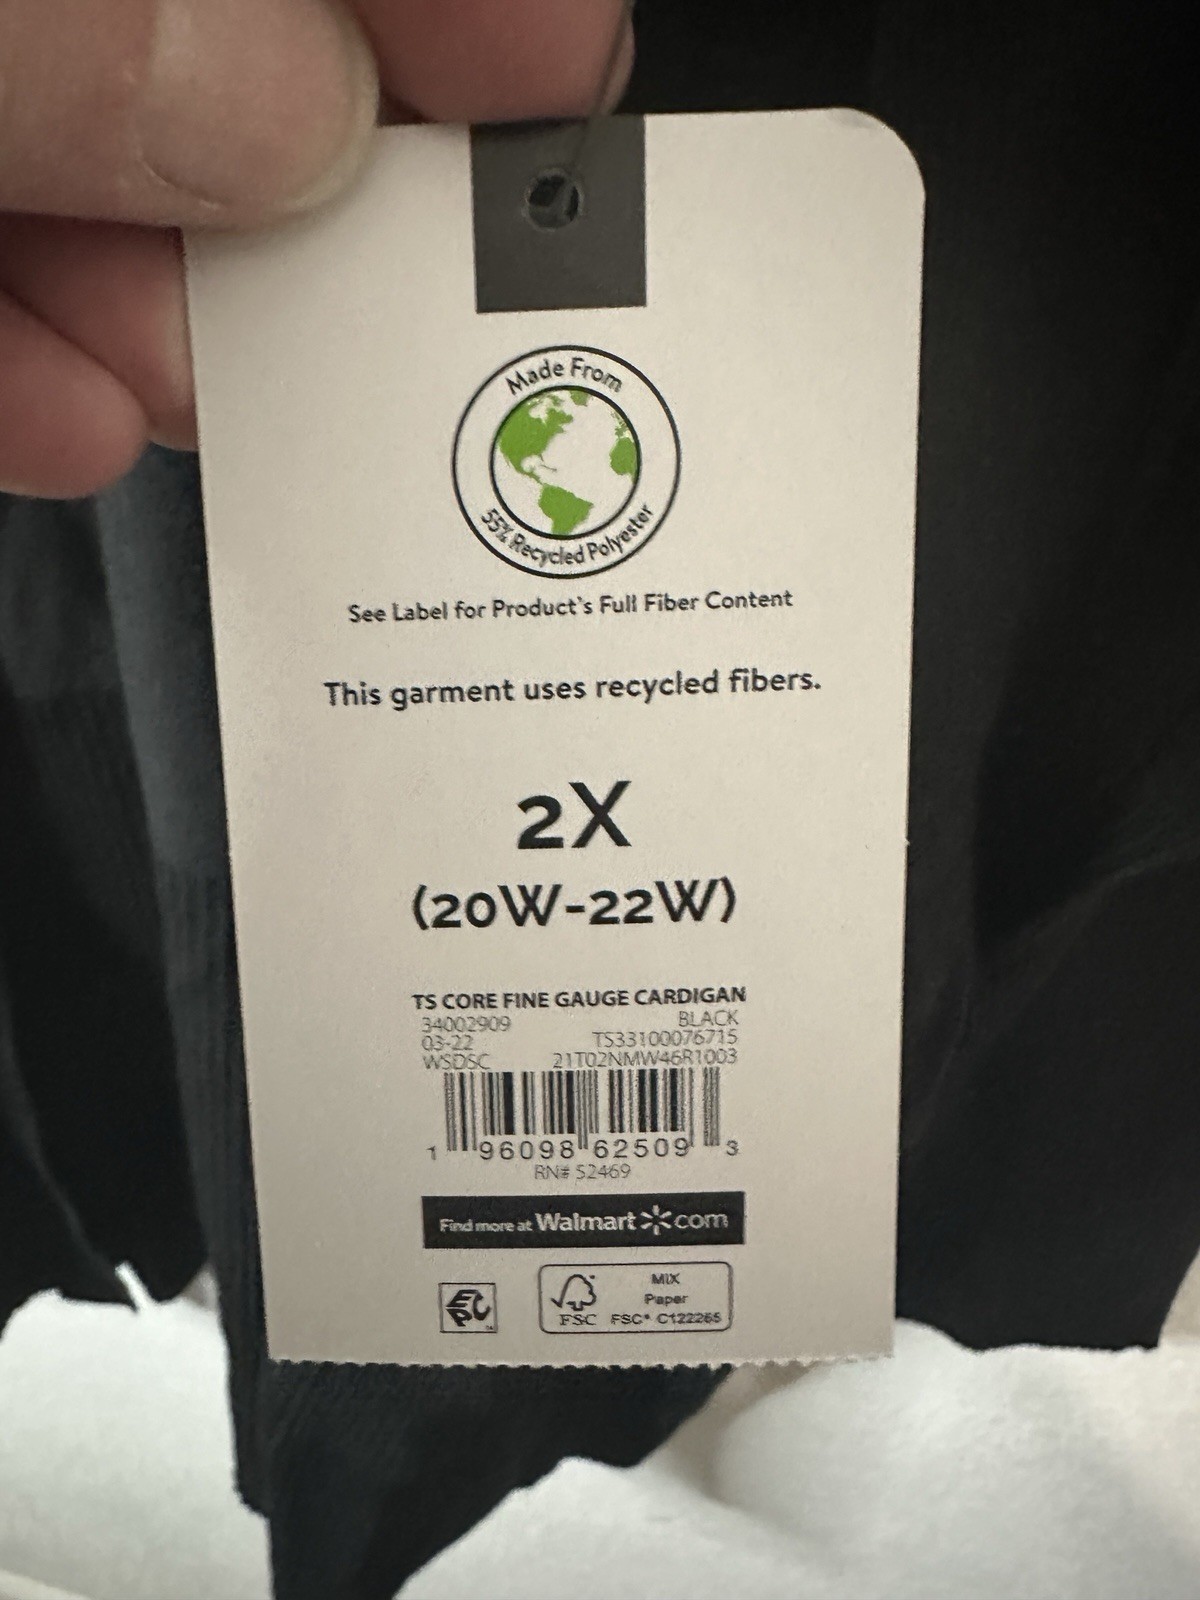 Made From
55% Recycled Polyester
See Label for Product's Full Fiber Content
This garment uses recycled fibers.
2X
(20W-22W)
TS CORE FINE GAUGE CARDIGAN
34002909 BLACK
03-22 TS33100076715
WSDSC 21T02NMW46R1003
1 96098 62509 3
RN# 52469
Find more at Walmart com
EPC
MIX
Paper
FSC FSC® C122265